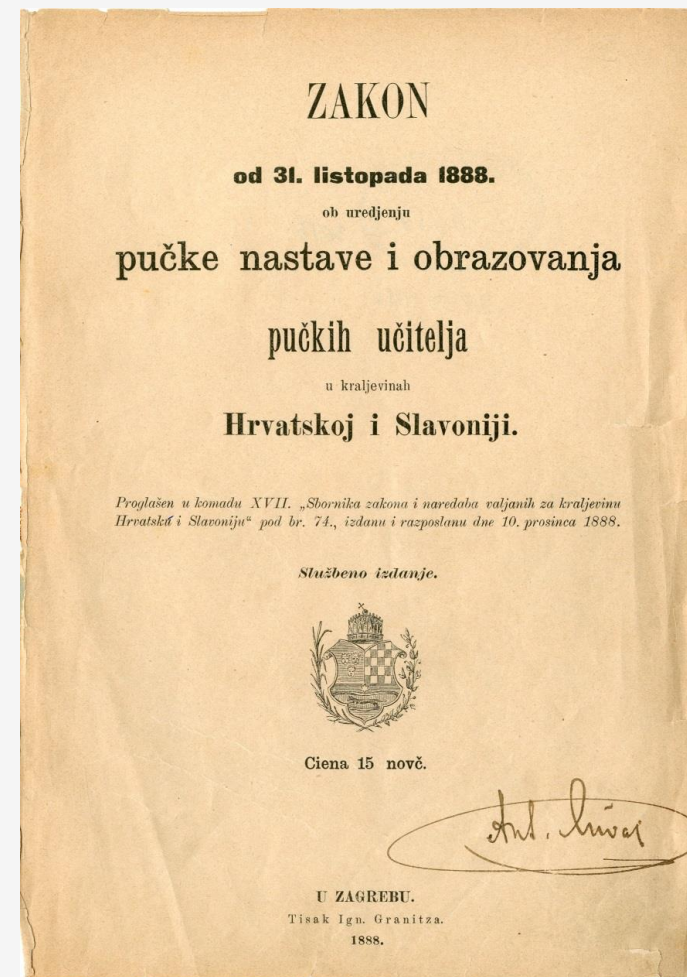 ZAKON
od 31. listopada 1888.
ob uredjenju
pučke nastave i obrazovanja
pučkih učitelja
u kraljevinah
Hrvatskoj i Slavoniji.
Proglašen u komadu XVII. „Sbornika zakona i naredaba valjanih za kraljevinu
Hrvatsku i Slavoniju“ pod br. 74., izdanu i razposlanu dne 10. prosinca 1888.
Službeno izdanje.
Ciena 15 novč.
Ant.
U ZAGREBU.
Tisak Ign. Granitza.
1888.